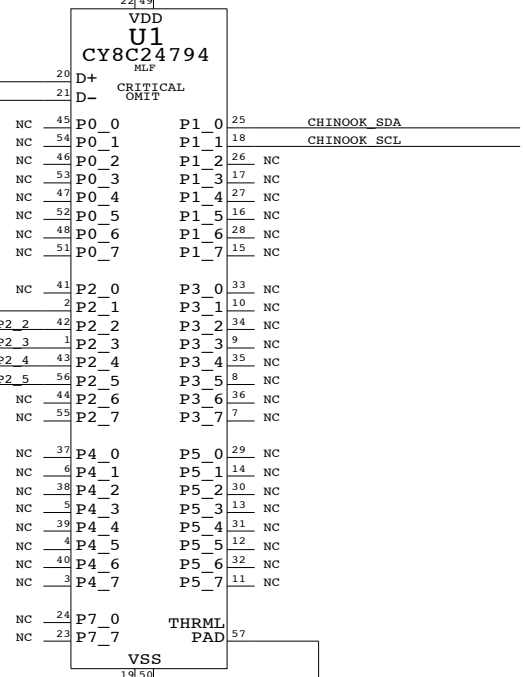 22 49
VDD
U1
CY8C24794
MLF
CRITICAL
OMIT
20 D+
21 D-
NC 45 P0_0 P1_0 25 CHINOOK_SDA
NC 54 P0_1 P1_1 18 CHINOOK_SCL
NC 46 P0_2 P1_2 26 NC
NC 53 P0_3 P1_3 17 NC
NC 47 P0_4 P1_4 27 NC
NC 52 P0_5 P1_5 16 NC
NC 48 P0_6 P1_6 28 NC
NC 51 P0_7 P1_7 15 NC
NC 41 P2_0 P3_0 33 NC
2 P2_1 P3_1 10 NC
P2_2 42 P2_2 P3_2 34 NC
P2_3 1 P2_3 P3_3 9 NC
P2_4 43 P2_4 P3_4 35 NC
P2_5 56 P2_5 P3_5 8 NC
NC 44 P2_6 P3_6 36 NC
NC 55 P2_7 P3_7 7 NC
NC 37 P4_0 P5_0 29 NC
NC 6 P4_1 P5_1 14 NC
NC 38 P4_2 P5_2 30 NC
NC 5 P4_3 P5_3 13 NC
NC 39 P4_4 P5_4 31 NC
NC 4 P4_5 P5_5 12 NC
NC 40 P4_6 P5_6 32 NC
NC 3 P4_7 P5_7 11 NC
NC 24 P7_0 THRML
NC 23 P7_7 PAD 57
VSS
19 50